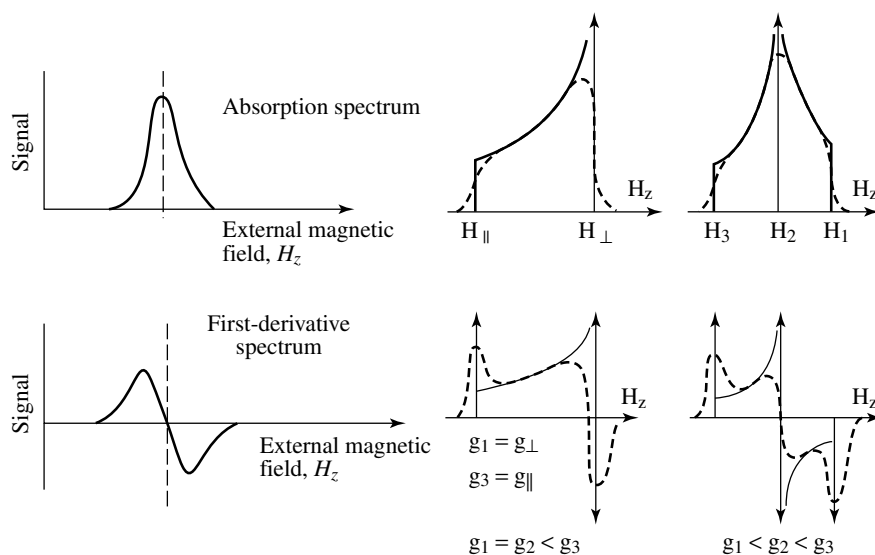 Signal
Absorption spectrum
External magnetic
field, H_z
H_∥
H_⊥
H_z
H_3
H_2
H_1
H_z
Signal
First-derivative
spectrum
External magnetic
field, H_z
H_z
g_1 = g_⊥
g_3 = g_∥
g_1 = g_2 < g_3
H_z
g_1 < g_2 < g_3